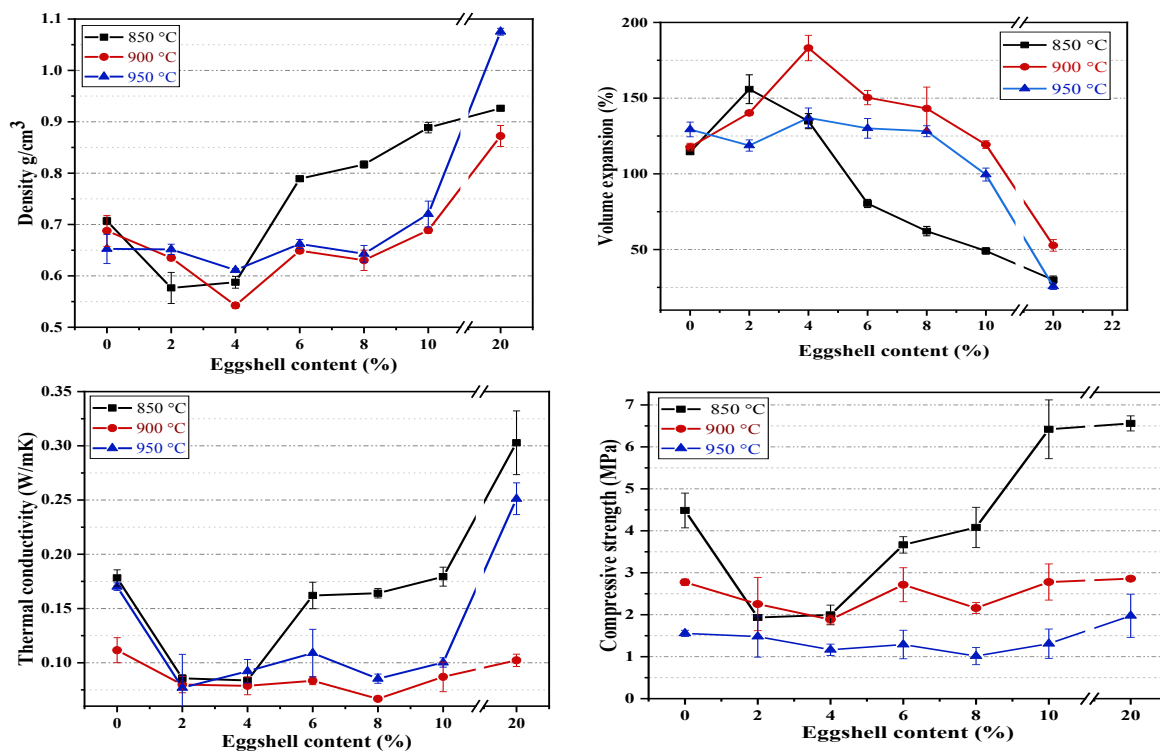 1.1
1.0
0.9
0.8
0.7
0.6
0.5
Density g/cm³
850 °C
900 °C
950 °C
0 2 4 6 8 10 20
Eggshell content (%)
200
150
100
50
Volume expansion (%)
850 °C
900 °C
950 °C
0 2 4 6 8 10 20 22
Eggshell content (%)
0.35
0.30
0.25
0.20
0.15
0.10
Thermal conductivity (W/mK)
850 °C
900 °C
950 °C
0 2 4 6 8 10 20
Eggshell content (%)
7
6
5
4
3
2
1
0
Compressive strength (MPa)
850 °C
900 °C
950 °C
0 2 4 6 8 10 20
Eggshell content (%)